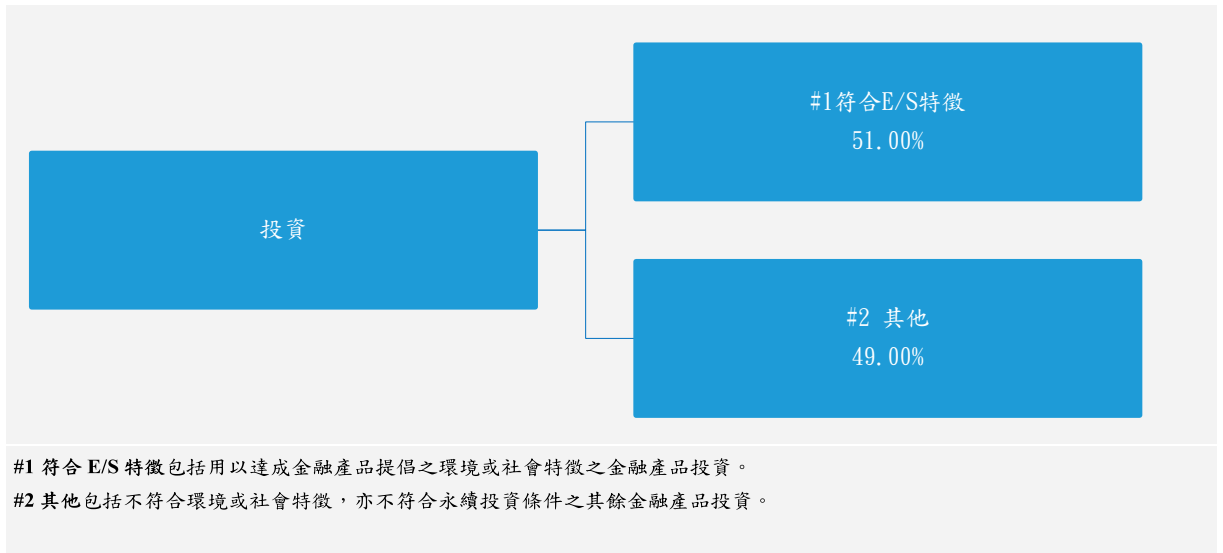 #1符合E/S特徵
51.00%
投資
#2 其他
49.00%
#1 符合 E/S 特徵包括用以達成金融產品提倡之環境或社會特徵之金融產品投資。
#2 其他包括不符合環境或社會特徵，亦不符合永續投資條件之其餘金融產品投資。